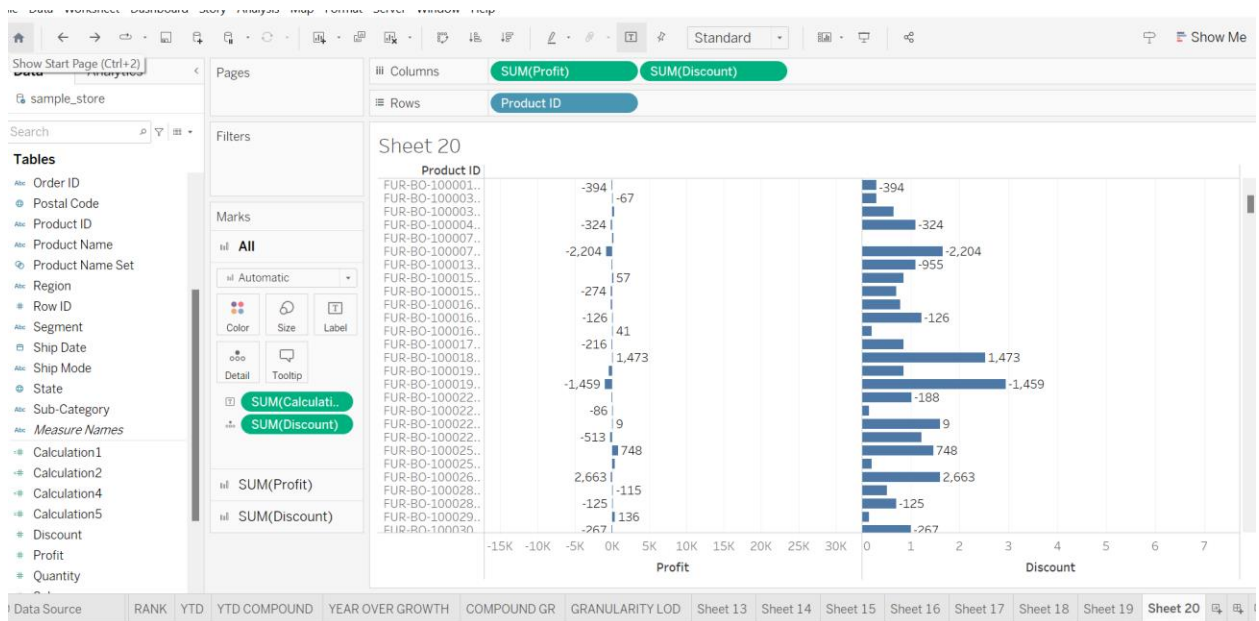 Standard
Show Me
Show Start Page (Ctrl+2)
Data Analytics
Pages
Columns SUM(Profit) SUM(Discount)
sample_store
Rows Product ID
Search
Filters
Sheet 20
Tables
Order ID
Postal Code
Product ID
Product Name
Product Name Set
Region
Row ID
Segment
Ship Date
Ship Mode
State
Sub-Category
Measure Names
Calculation1
Calculation2
Calculation4
Calculation5
Discount
Profit
Quantity
Marks
All
Automatic
Color Size Label
Detail Tooltip
SUM(Calculati..
SUM(Discount)
SUM(Profit)
SUM(Discount)
Product ID
FUR-BO-100001.. -394 -394
FUR-BO-100003.. -67
FUR-BO-100003..
FUR-BO-100004.. -324 -324
FUR-BO-100007..
FUR-BO-100007.. -2,204 -2,204
FUR-BO-100013.. -955
FUR-BO-100015.. 57
FUR-BO-100015.. -274
FUR-BO-100016..
FUR-BO-100016.. -126 -126
FUR-BO-100016.. 41
FUR-BO-100017.. -216
FUR-BO-100018.. 1,473 1,473
FUR-BO-100019..
FUR-BO-100019.. -1,459 -1,459
FUR-BO-100022.. -188
FUR-BO-100022.. -86
FUR-BO-100022.. 9 9
FUR-BO-100022.. -513
FUR-BO-100025.. 748 748
FUR-BO-100025..
FUR-BO-100026.. 2,663 2,663
FUR-BO-100028.. -115
FUR-BO-100028.. -125 -125
FUR-BO-100029.. 136
FUR-BO-100030.. -267 -267
-15K -10K -5K 0K 5K 10K 15K 20K 25K 30K 0 1 2 3 4 5 6 7
Profit Discount
Data Source RANK YTD YTD COMPOUND YEAR OVER GROWTH COMPOUND GR GRANULARITY LOD Sheet 13 Sheet 14 Sheet 15 Sheet 16 Sheet 17 Sheet 18 Sheet 19 Sheet 20